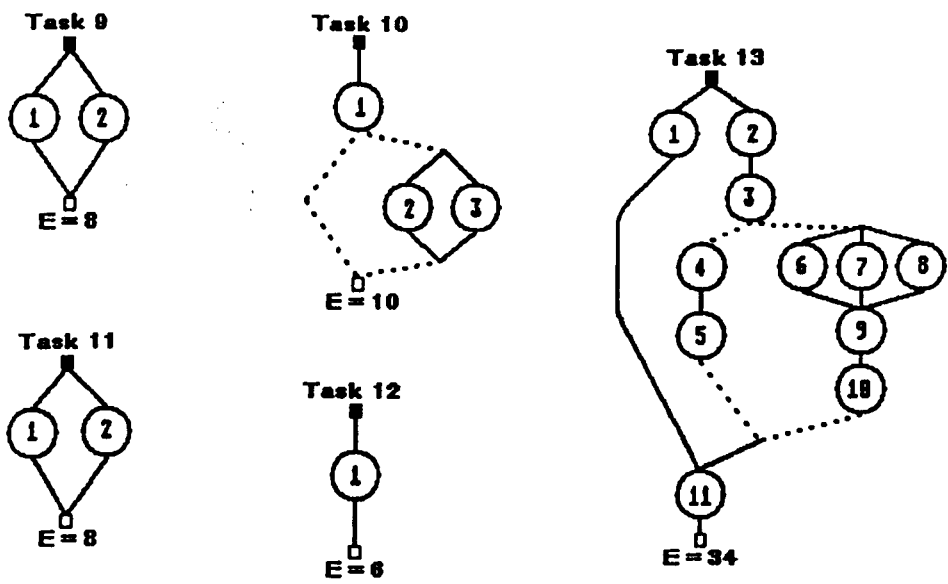 Task 9
1 2
E = 8
Task 10
1
2 3
E = 10
Task 11
1 2
E = 8
Task 12
1
E = 6
Task 13
1 2
3
4 6 7 8
5 9
10
11
E = 34